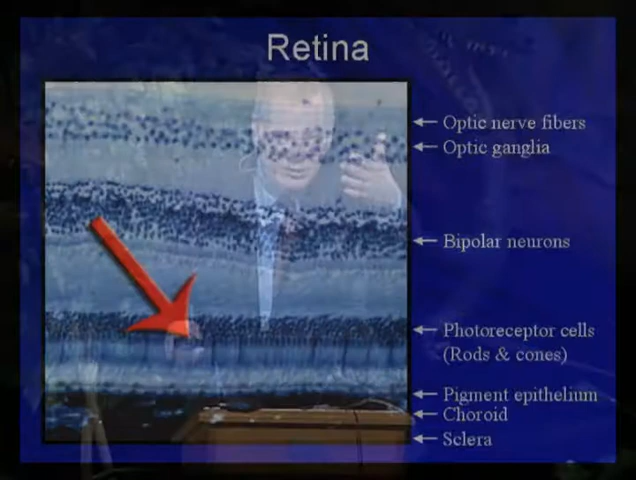 Retina
Optic nerve fibers
Optic ganglia
Bipolar neurons
Photoreceptor cells
(Rods & cones)
Pigment epithelium
Choroid
Sclera